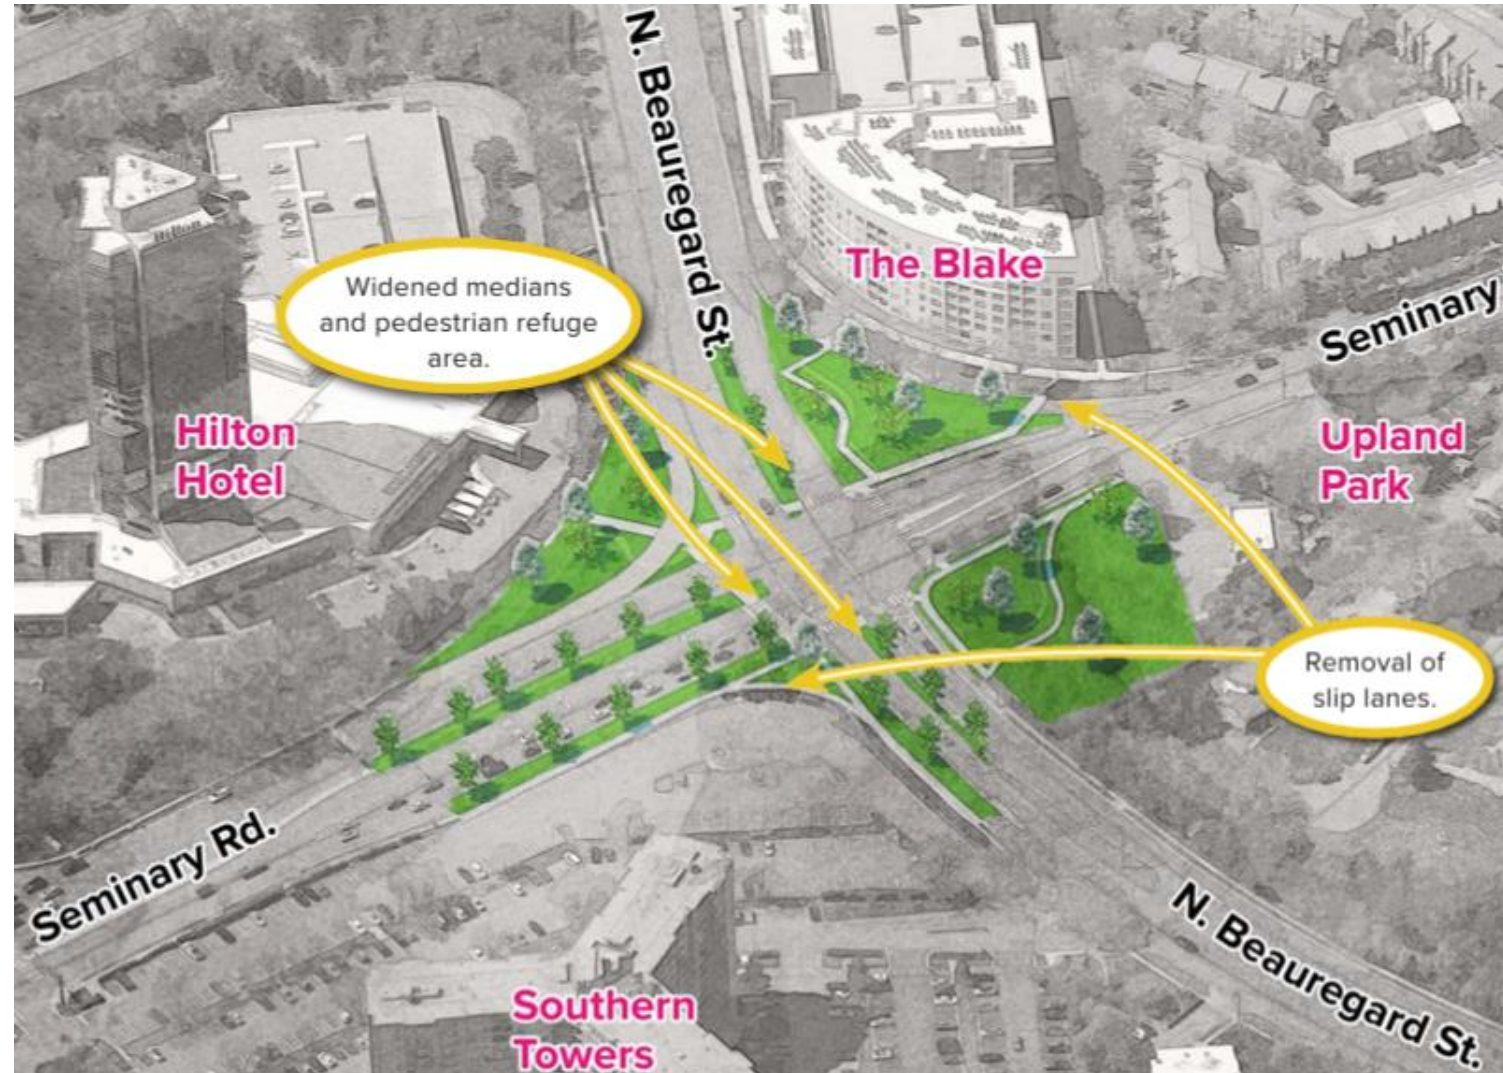 N. Beauregard St.
The Blake
Hilton
Widened medians
and pedestrian refuge
area.
Seminary
Hilton
Hotel
Upland
Park
Removal of
slip lanes.
Seminary Rd.
N. Beauregard St.
Southern
Towers